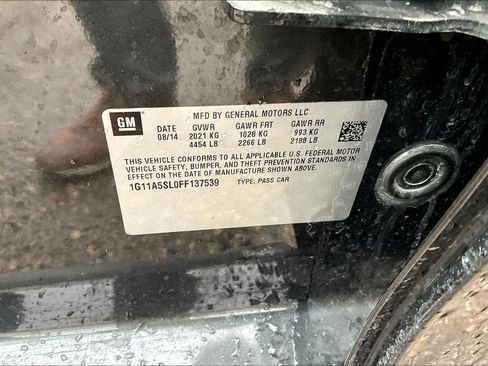 GM
MFD BY GENERAL MOTORS LLC
DATE GVWR GAWR FRT GAWR RR
08/14 2021 KG 1028 KG 993 KG
4454 LB 2266 LB 2188 LB
THIS VEHICLE CONFORMS TO ALL APPLICABLE U.S. FEDERAL MOTOR
VEHICLE SAFETY, BUMPER, AND THEFT PREVENTION STANDARDS IN
EFFECT ON THE DATE OF MANUFACTURE SHOWN ABOVE.
1G11A5SL0FF137539 TYPE: PASS CAR